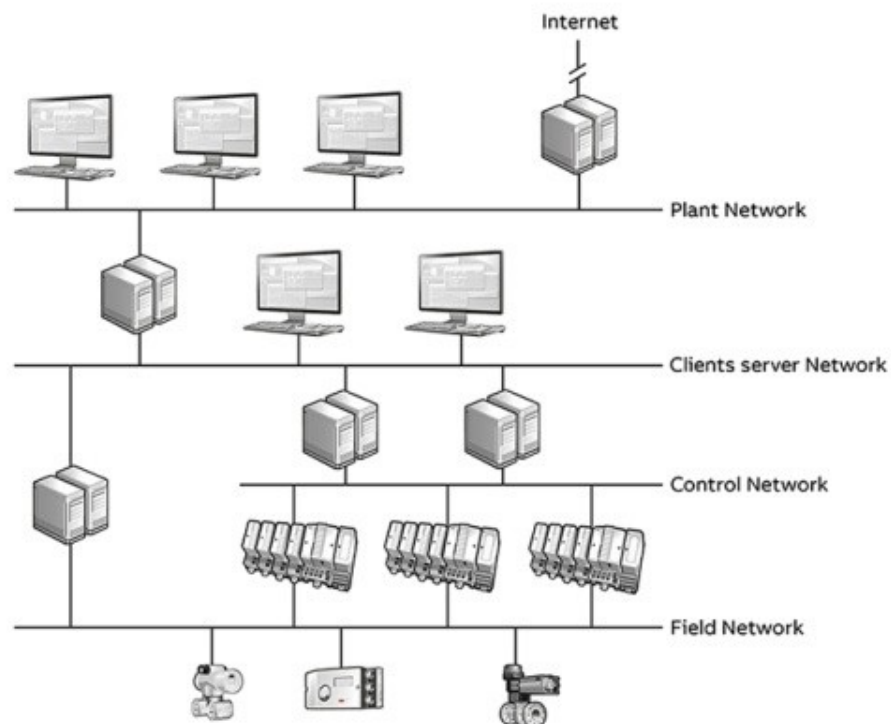 Internet
Plant Network
Clients server Network
Control Network
Field Network